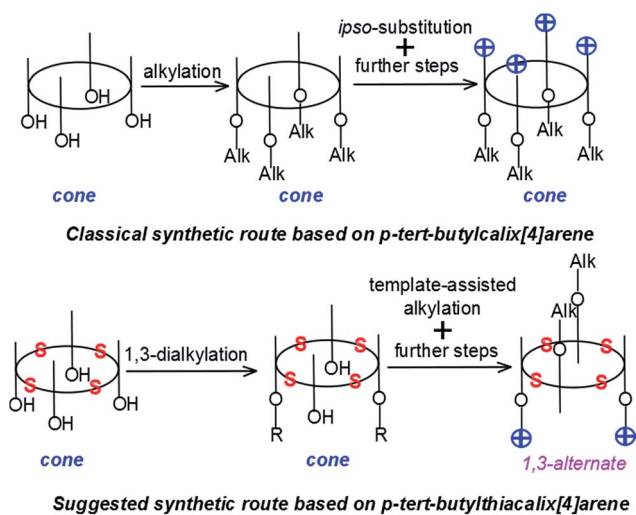 ipso-substitution
alkylation
+
further steps
OH
OH
OH
OH
O
O
O
O
Alk
Alk
Alk
Alk
O
O
O
O
Alk
Alk
Alk
Alk
cone
cone
cone
Classical synthetic route based on p-tert-butylcalix[4]arene
template-assisted
alkylation
+
further steps
1,3-dialkylation
Alk
O
Alk
O
S
S
S
S
OH
OH
OH
OH
S
S
S
S
OH
OH
O
O
R
R
S
S
S
S
O
O
cone
cone
1,3-alternate
Suggested synthetic route based on p-tert-butylthiacalix[4]arene